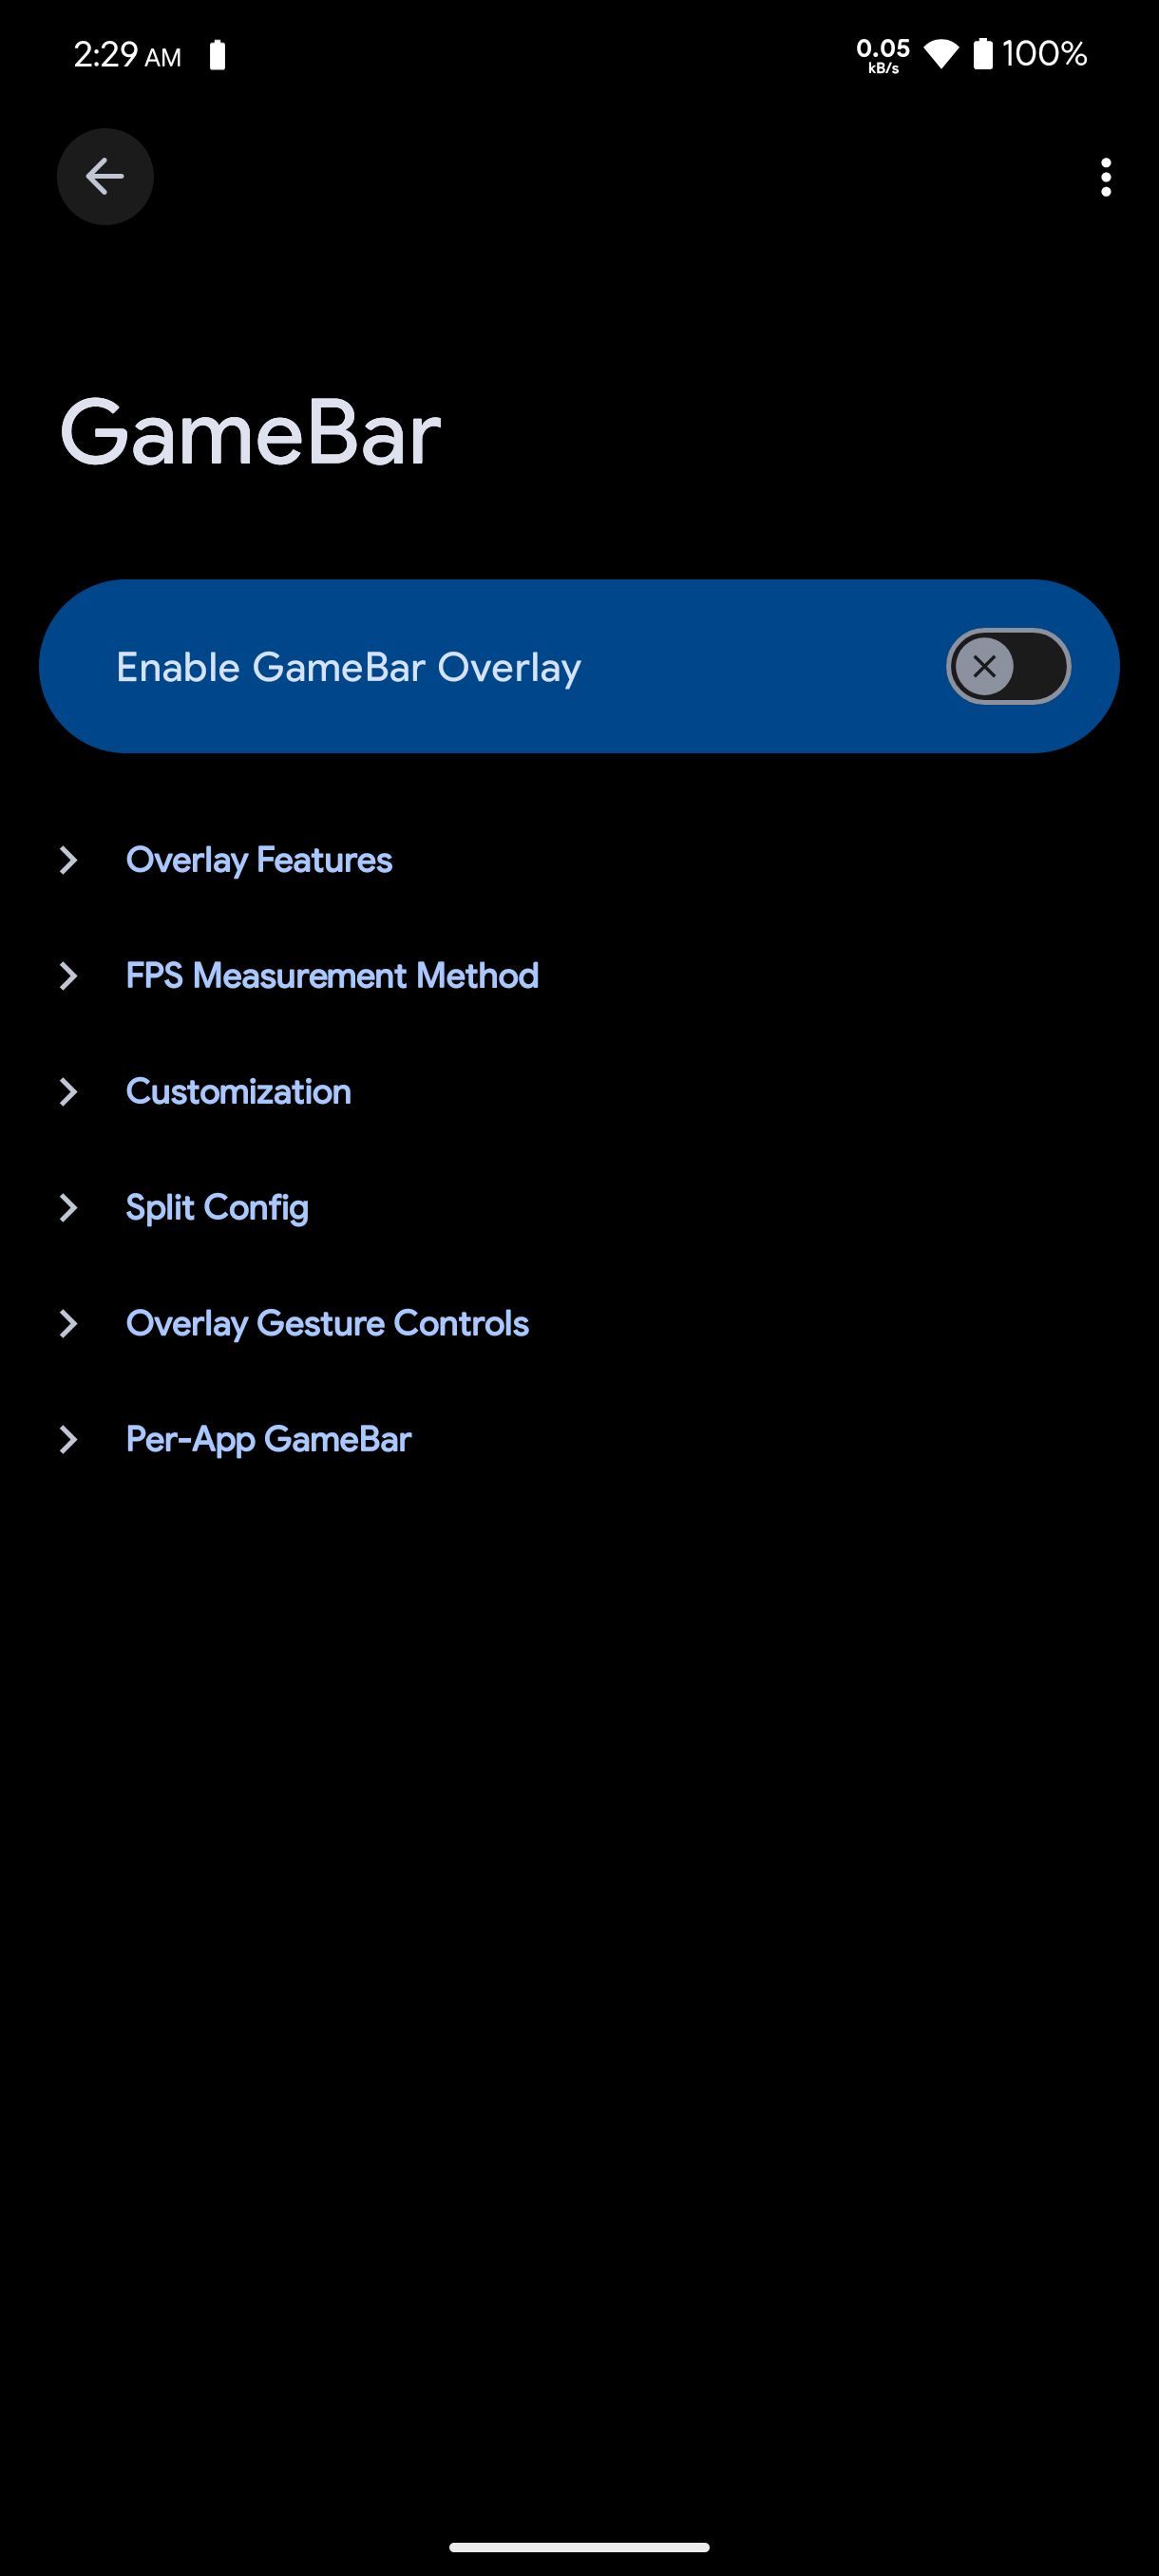 2:29 AM
0.05
kB/s
100%
GameBar
Enable GameBar Overlay
Overlay Features
FPS Measurement Method
Customization
Split Config
Overlay Gesture Controls
Per-App GameBar